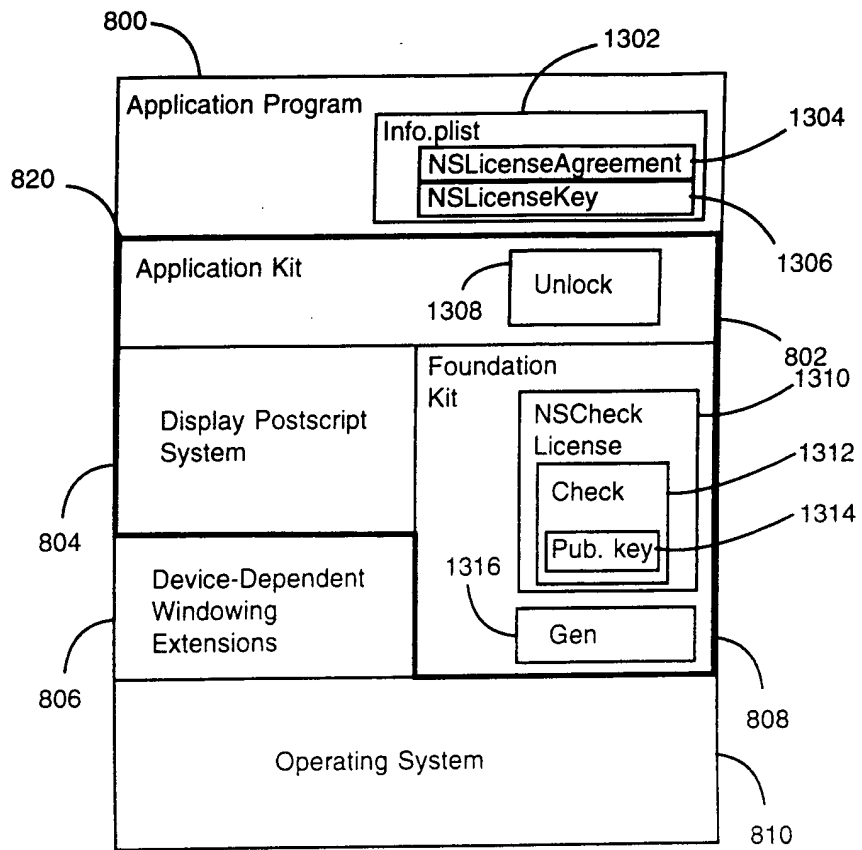 800
1302
Application Program
Info.plist
1304
NSLicenseAgreement
820
NSLicenseKey
1306
Application Kit
Unlock
1308
802
Foundation
Kit
1310
NSCheck
License
Display Postscript
System
1312
Check
1314
Pub. key
804
1316
Device-Dependent
Windowing
Extensions
Gen
806
808
Operating System
810